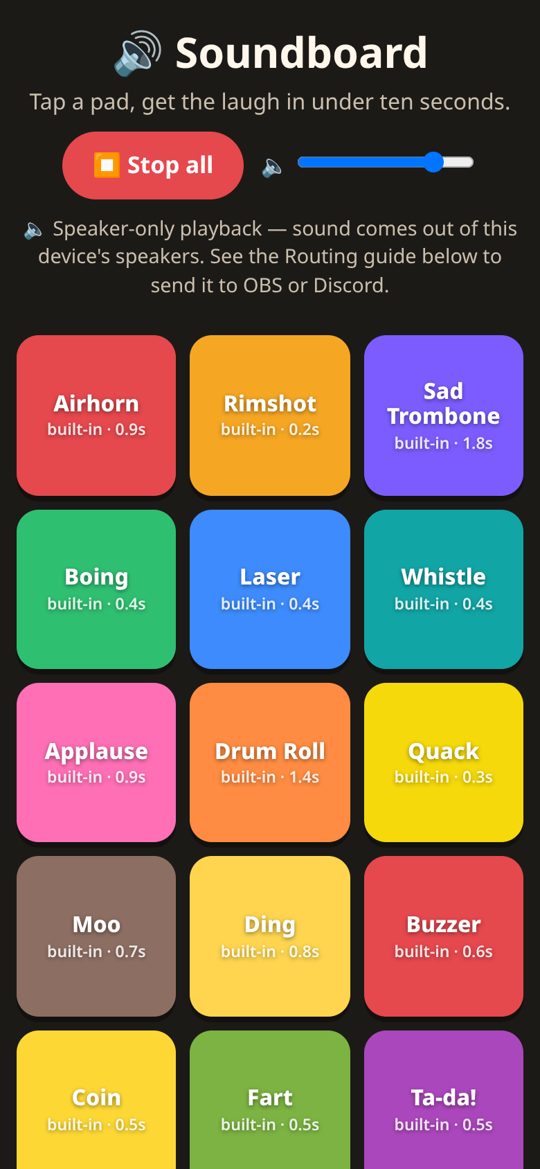 🔊 Soundboard
Tap a pad, get the laugh in under ten seconds.
⏹️ Stop all
🔈
🔈 Speaker-only playback — sound comes out of this
device's speakers. See the Routing guide below to
send it to OBS or Discord.
Airhorn
built-in · 0.9s
Rimshot
built-in · 0.2s
Sad
Trombone
built-in · 1.8s
Boing
built-in · 0.4s
Laser
built-in · 0.4s
Whistle
built-in · 0.4s
Applause
built-in · 0.9s
Drum Roll
built-in · 1.4s
Quack
built-in · 0.3s
Moo
built-in · 0.7s
Ding
built-in · 0.8s
Buzzer
built-in · 0.6s
Coin
built-in · 0.5s
Fart
built-in · 0.5s
Ta-da!
built-in · 0.5s